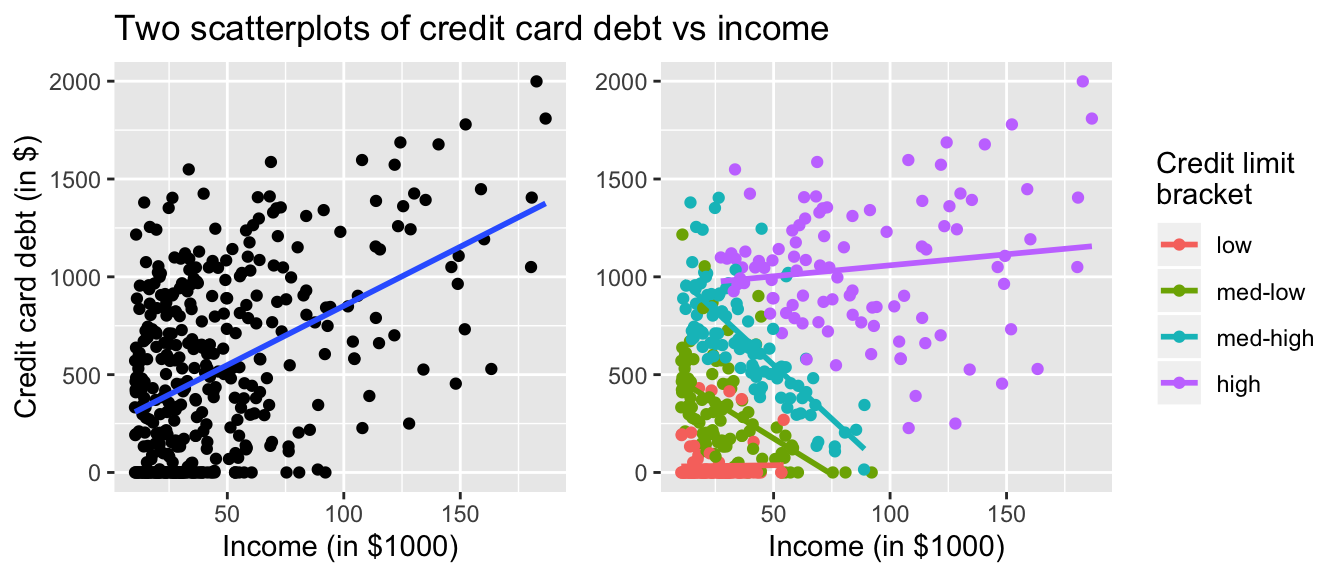 Two scatterplots of credit card debt vs income
Credit card debt (in $)
2000
1500
1000
500
0
50 100 150
Income (in $1000)
2000
1500
1000
500
0
50 100 150
Income (in $1000)
Credit limit
bracket
low
med-low
med-high
high